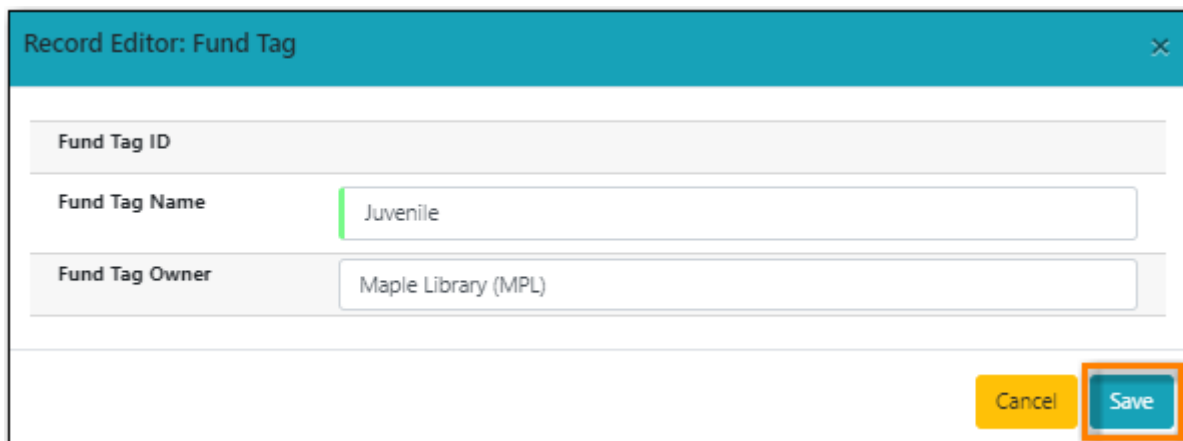 Record Editor: Fund Tag ×
Fund Tag ID
Fund Tag Name Juvenile
Fund Tag Owner Maple Library (MPL)
Cancel Save